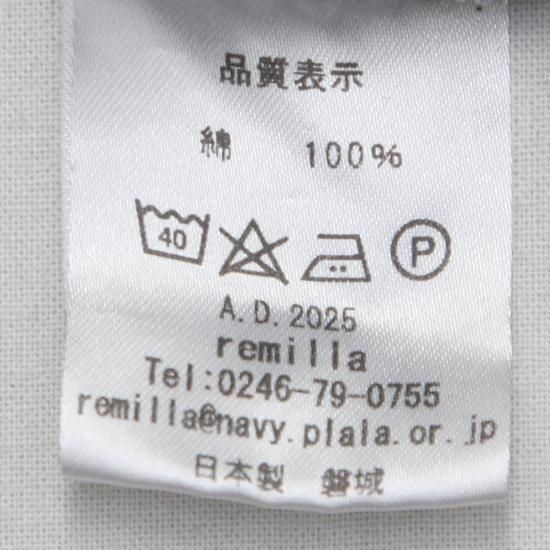 品質表示
綿 100%
40 P
A.D.2025
remilla
Tel:0246-79-0755
remilla@navy.plala.or.jp
日本製 磐城